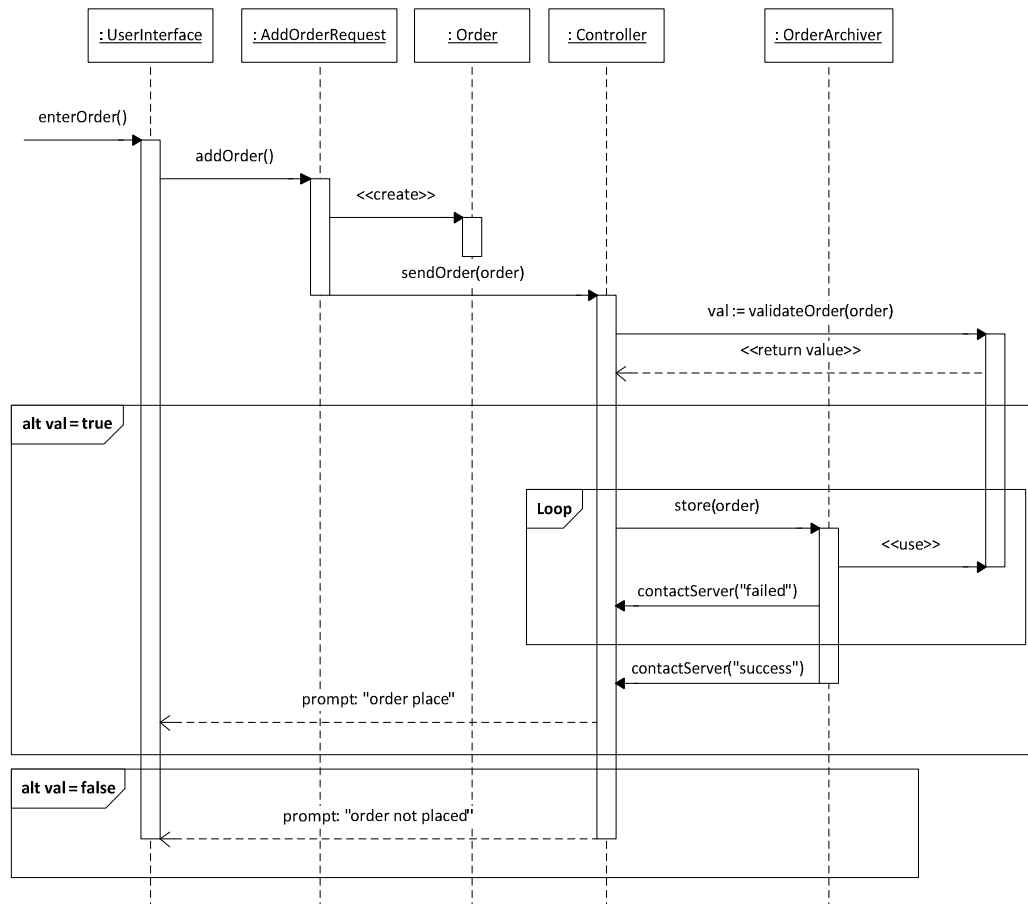 : UserInterface
: AddOrderRequest
: Order
: Controller
: OrderArchiver
enterOrder()
addOrder()
<<create>>
sendOrder(order)
val := validateOrder(order)
<<return value>>
alt val = true
Loop
store(order)
<<use>>
contactServer("failed")
contactServer("success")
prompt: "order place"
alt val = false
prompt: "order not placed"